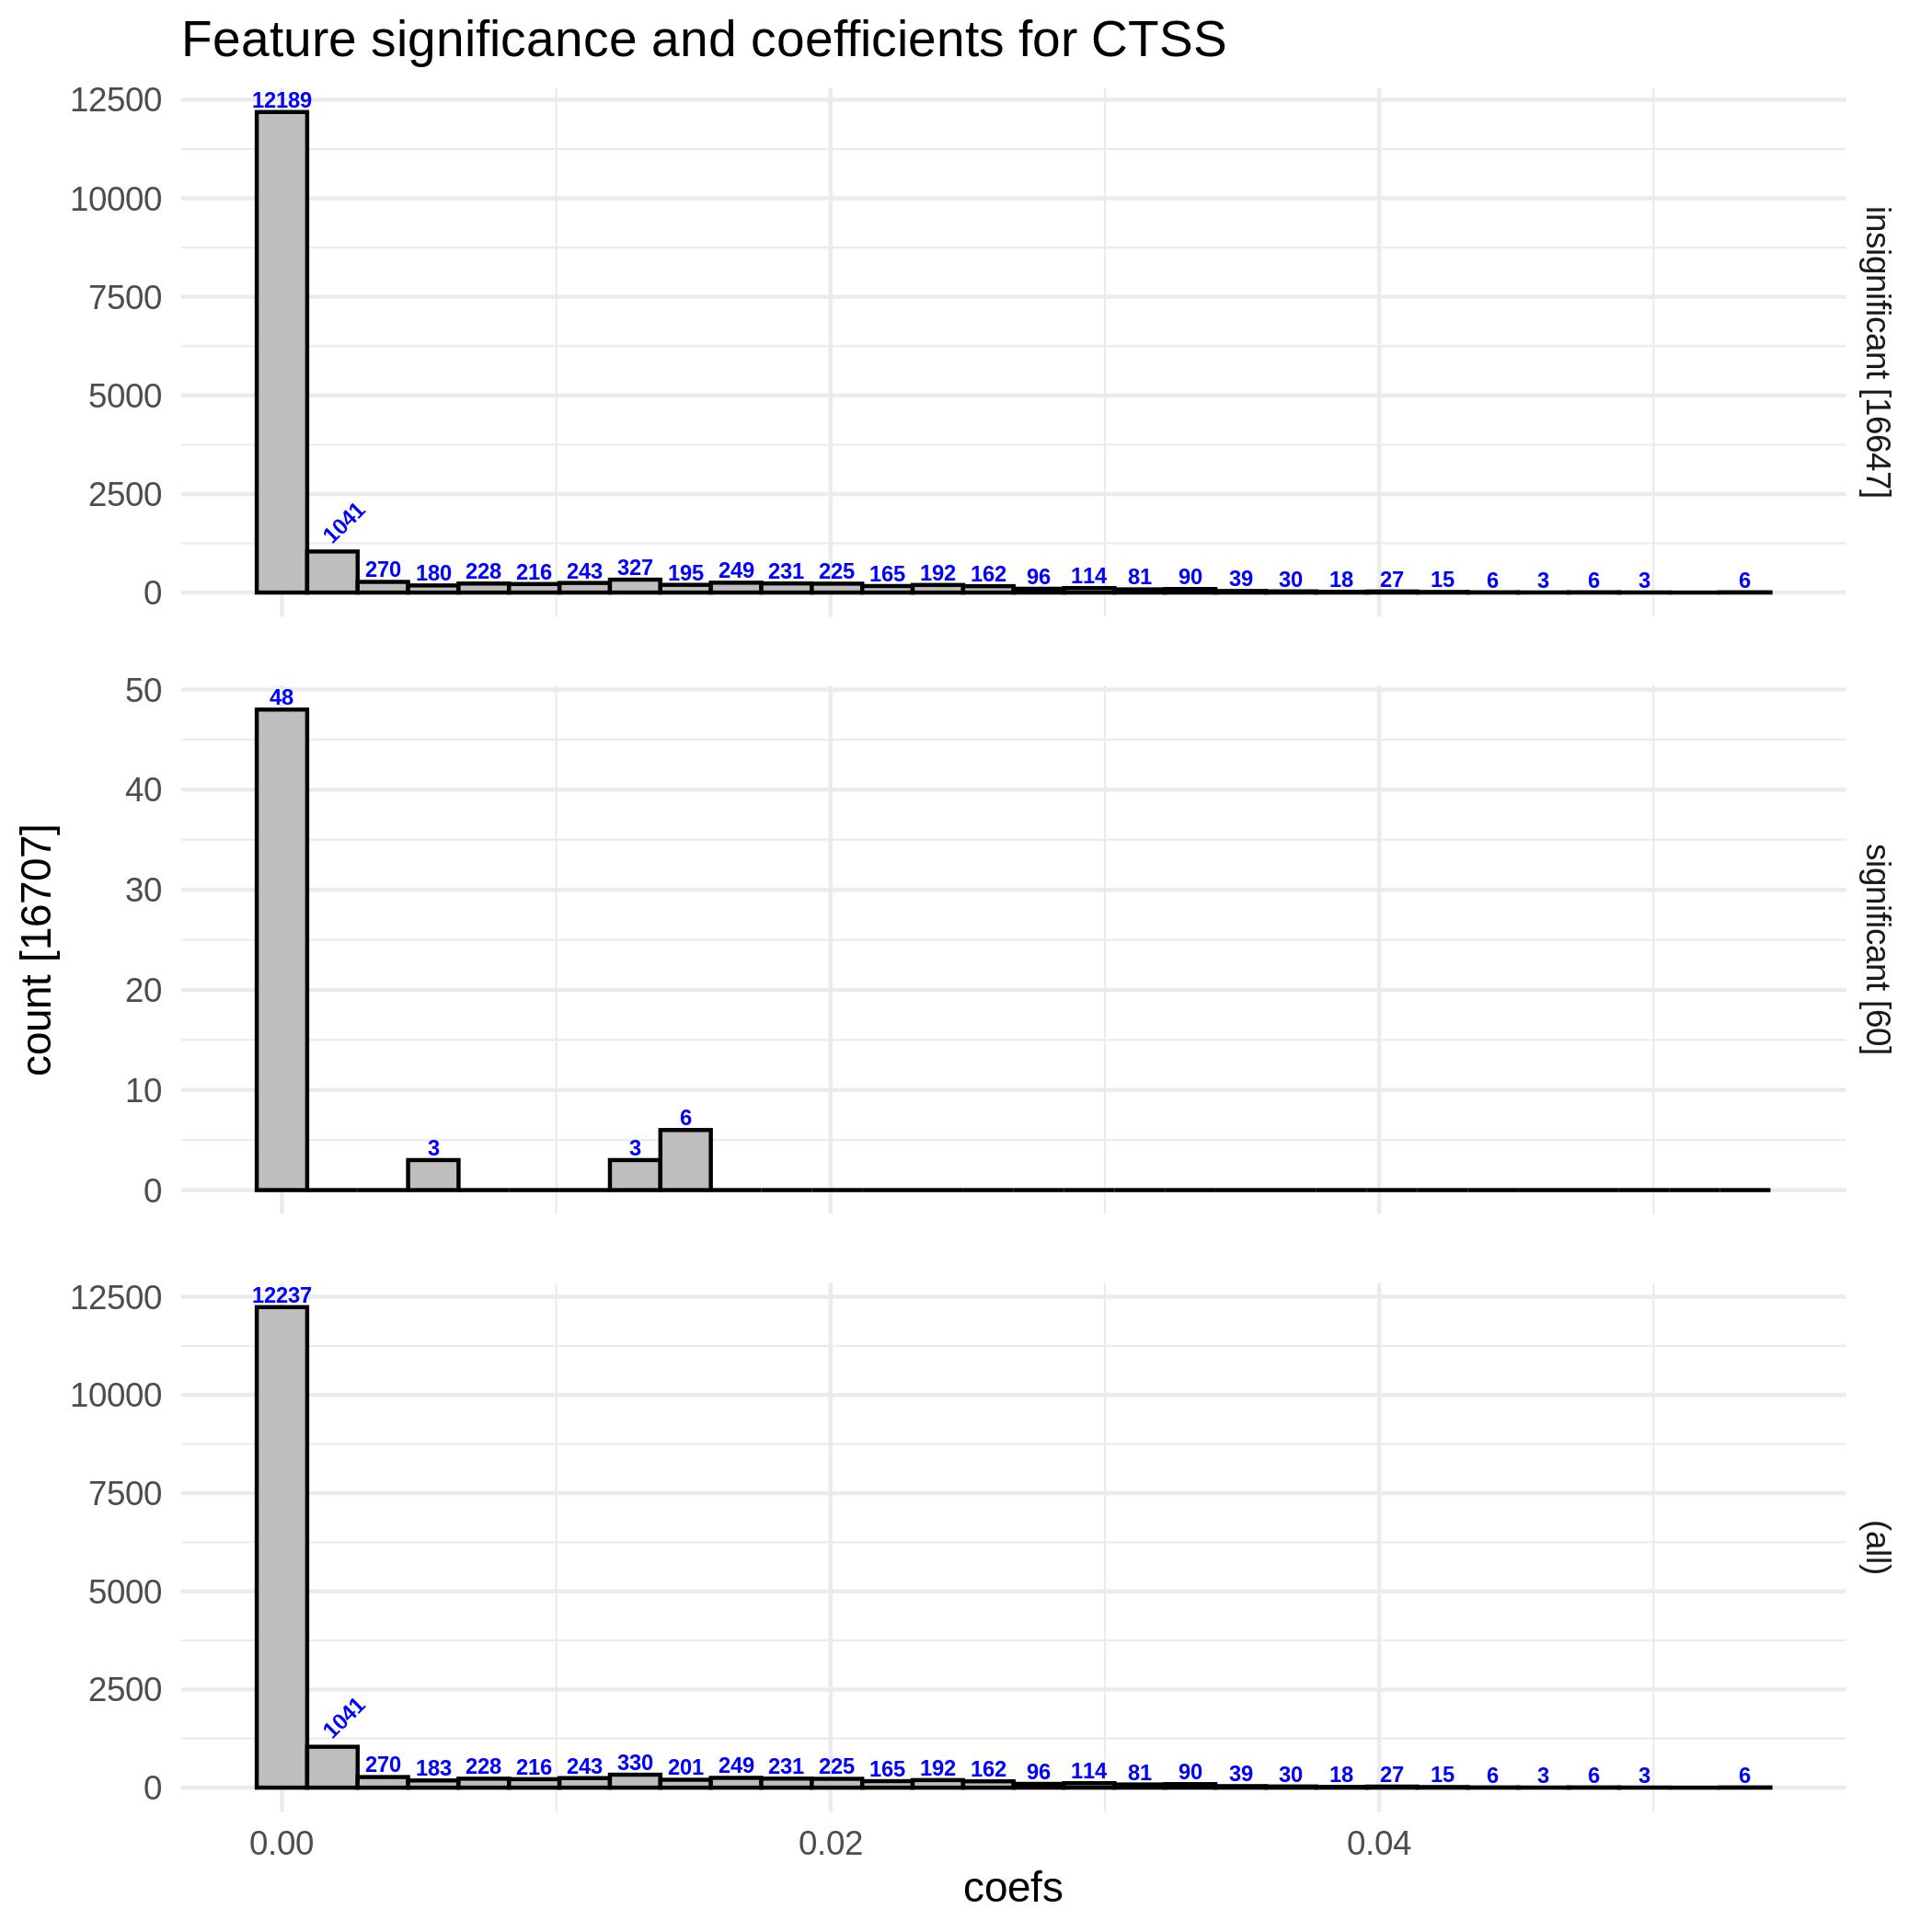 Feature significance and coefficients for CTSS
12500
10000
7500
5000
2500
0
12189
1041
270 180 228 216 243 327 195 249 231 225 165 192 162 96 114 81 90 39 30 18 27 15 6 3 6 3 6
insignificant [16647]
count [16707]
50
40
30
20
10
0
48
3 3 6
significant [60]
12500
10000
7500
5000
2500
0
12237
1041
270 183 228 216 243 330 201 249 231 225 165 192 162 96 114 81 90 39 30 18 27 15 6 3 6 3 6
(all)
0.00 0.02 0.04
coefs